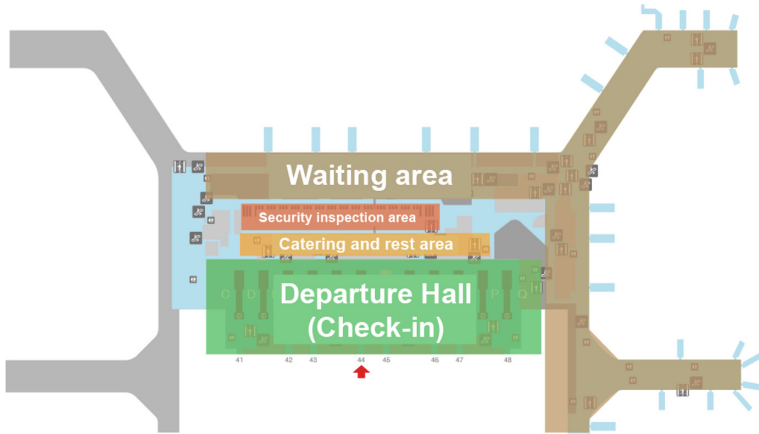 Waiting area
Security inspection area
Catering and rest area
Departure Hall
(Check-in)
C D P Q
41 42 43 44 45 46 47 48